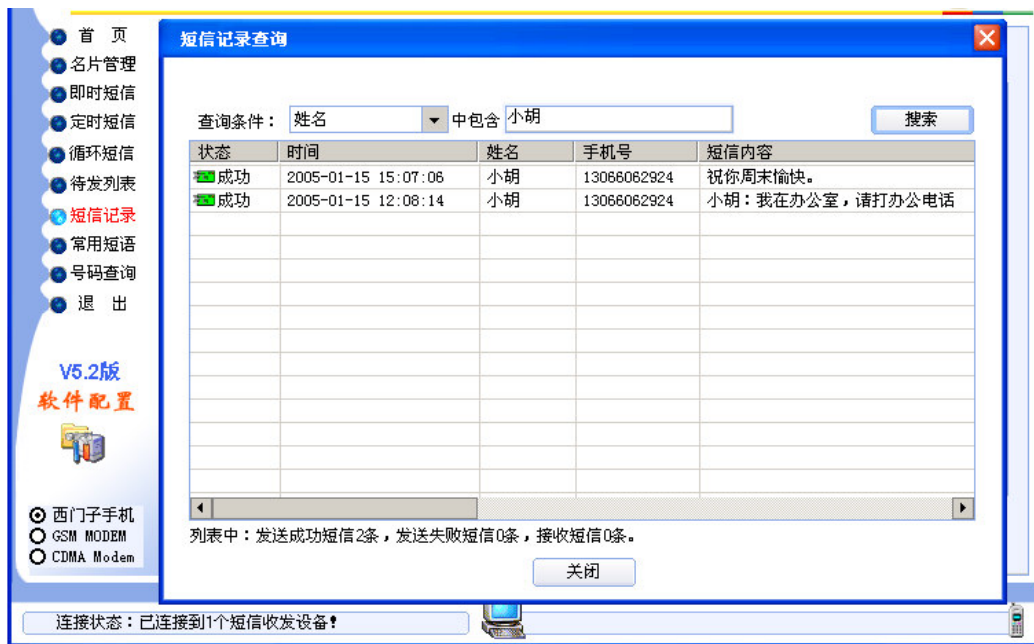 首 页
名片管理
即时短信
定时短信
循环短信
待发列表
短信记录
常用短语
号码查询
退 出
V5.2版
软件配置
西门子手机
GSM MODEM
CDMA Modem
短信记录查询
查询条件： 姓名 中包含 小胡 搜索
状态 时间 姓名 手机号 短信内容
成功 2005-01-15 15:07:06 小胡 13066062924 祝你周末愉快。
成功 2005-01-15 12:08:14 小胡 13066062924 小胡：我在办公室，请打办公电话
列表中：发送成功短信2条，发送失败短信0条，接收短信0条。
关闭
连接状态：已连接到1个短信收发设备！